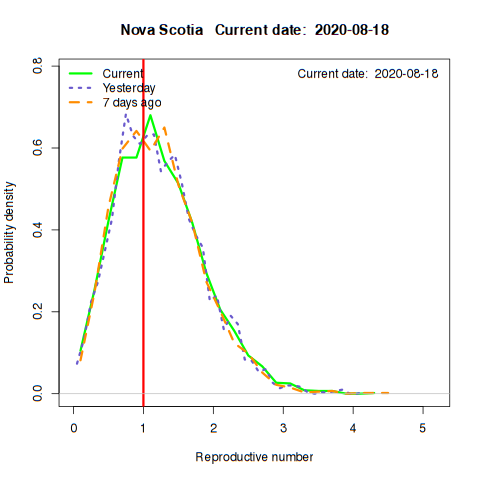 Nova Scotia Current date: 2020-08-18
Current date: 2020-08-18
Current
Yesterday
7 days ago
Probability density
0.8
0.6
0.4
0.2
0.0
0 1 2 3 4 5
Reproductive number